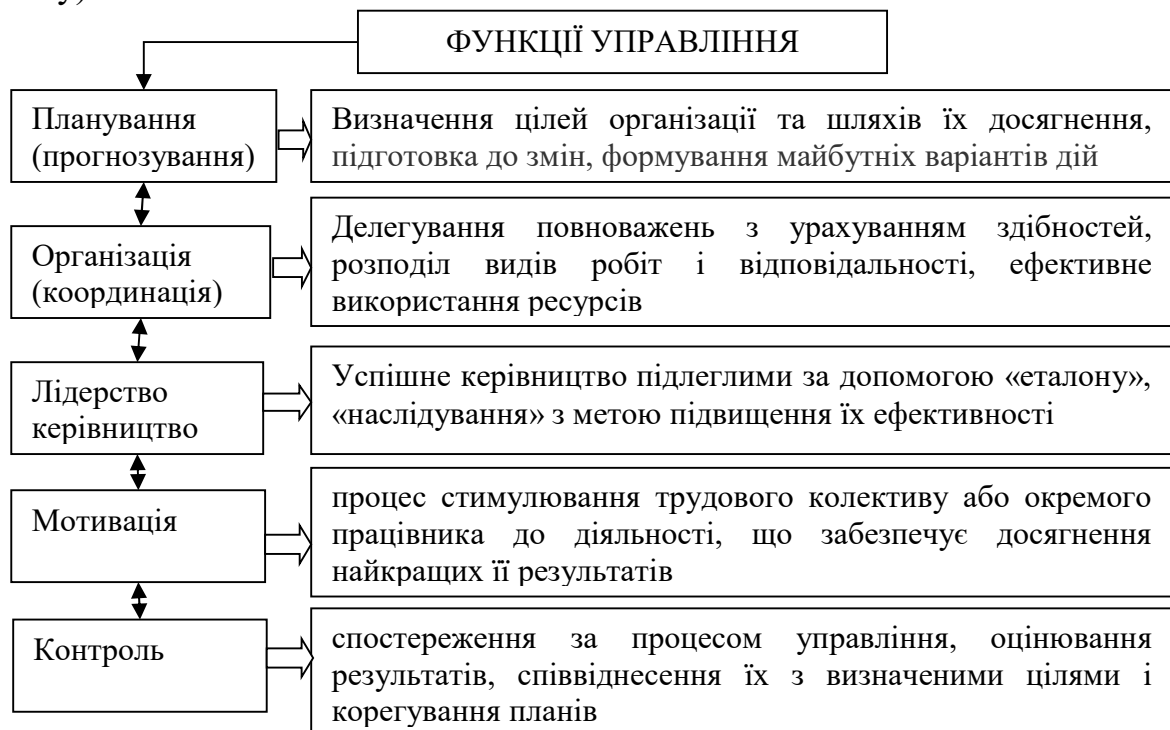 ФУНКЦІЇ УПРАВЛІННЯ
Планування
(прогнозування)
Визначення цілей організації та шляхів їх досягнення,
підготовка до змін, формування майбутніх варіантів дій
Організація
(координація)
Делегування повноважень з урахуванням здібностей,
розподіл видів робіт і відповідальності, ефективне
використання ресурсів
Лідерство
керівництво
Успішне керівництво підлеглими за допомогою «еталону»,
«наслідування» з метою підвищення їх ефективності
Мотивація
процес стимулювання трудового колективу або окремого
працівника до діяльності, що забезпечує досягнення
найкращих її результатів
Контроль
спостереження за процесом управління, оцінювання
результатів, співвіднесення їх з визначеними цілями і
корегування планів